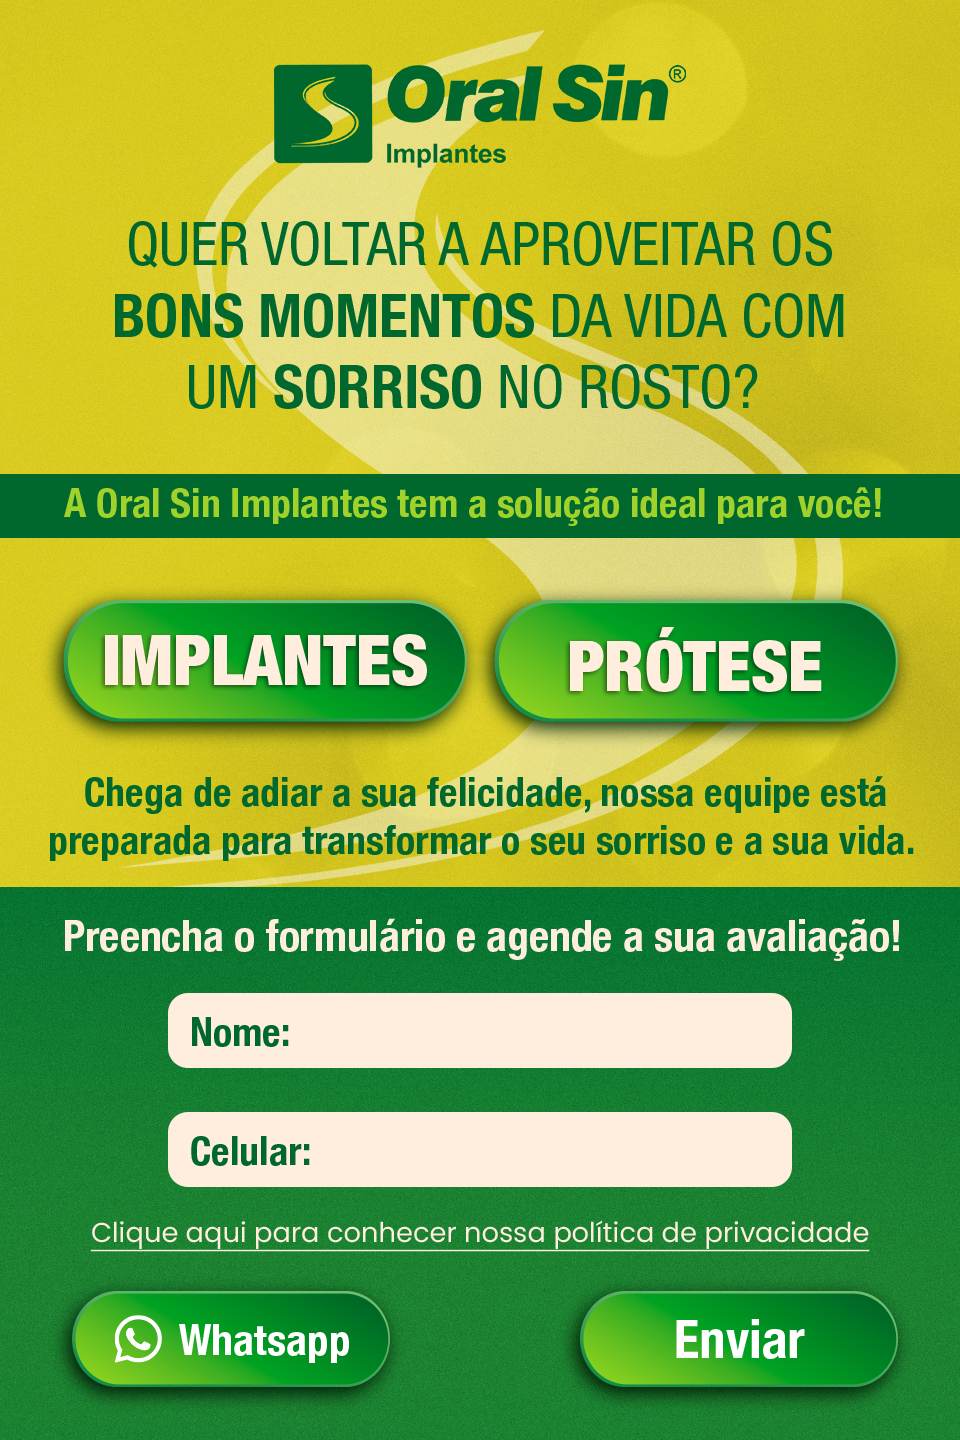 Oral Sin®
Implantes
QUER VOLTAR A APROVEITAR OS
BONS MOMENTOS DA VIDA COM
UM SORRISO NO ROSTO?
A Oral Sin Implantes tem a solução ideal para você!
IMPLANTES
PRÓTESE
Chega de adiar a sua felicidade, nossa equipe está
preparada para transformar o seu sorriso e a sua vida.
Preencha o formulário e agende a sua avaliação!
Nome:
Celular:
Clique aqui para conhecer nossa política de privacidade
Whatsapp
Enviar